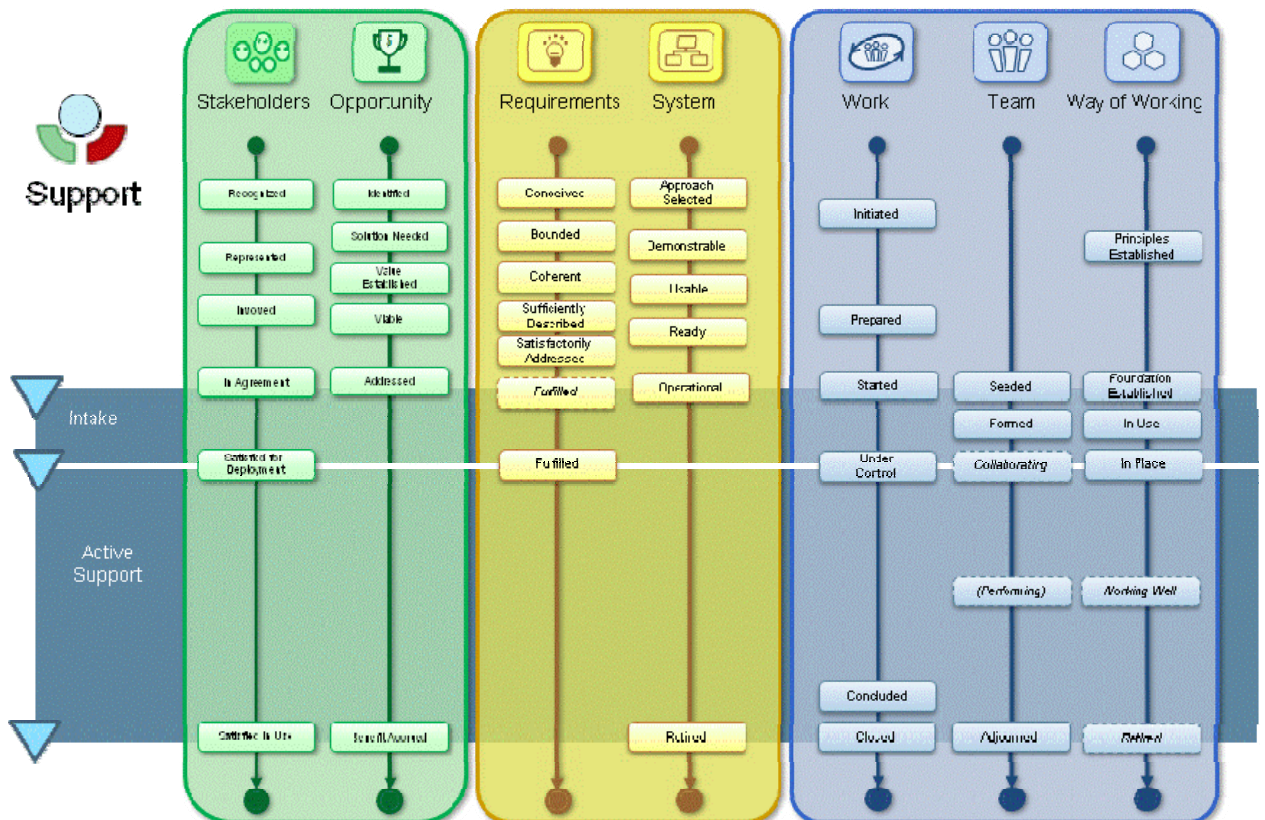 Stakeholders
Opportunity
Requirements
System
Work
Team
Way of Working
Support
Recognized
Represented
Involved
In Agreement
Satisfied for
Deployment
Satisfied In Use
Identified
Solution Needed
Value
Established
Viable
Addressed
Benefit Accrued
Conceived
Bounded
Coherent
Sufficiently
Described
Satisfactorily
Addressed
Fulfilled
Fulfilled
Approach
Selected
Demonstrable
Usable
Ready
Operational
Retired
Initiated
Prepared
Started
Under
Control
Concluded
Closed
Seeded
Formed
Collaborating
(Performing)
Adjourned
Principles
Established
Foundation
Established
In Use
In Place
Working Well
Retired
Intake
Active
Support